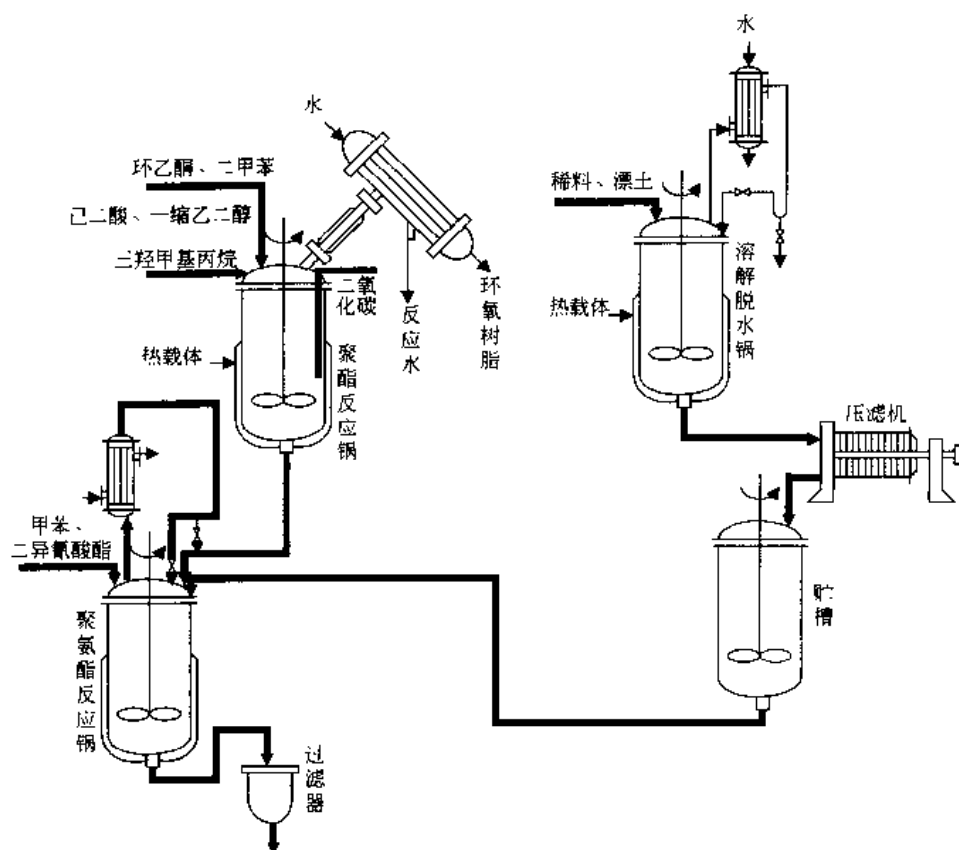 水
水
环乙酮、二甲苯
己二酸、一缩乙二醇
三羟甲基丙烷
二氧化碳
热载体
聚酯反应锅
反应水
环氧树脂
稀料、漂土
热载体
溶解脱水锅
压滤机
贮槽
甲苯、
二异氰酸酯
聚氨酯反应锅
过滤器